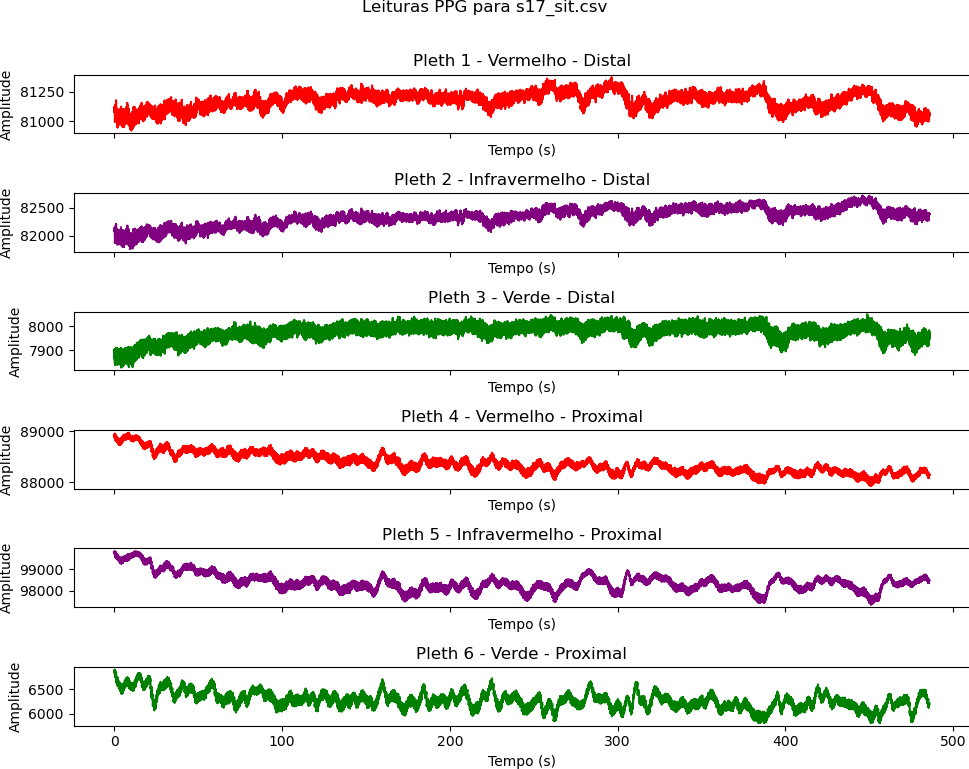 Leituras PPG para s17_sit.csv
Pleth 1 - Vermelho - Distal
Amplitude
81250
81000
Tempo (s)
Pleth 2 - Infravermelho - Distal
Amplitude
82500
82000
Tempo (s)
Pleth 3 - Verde - Distal
Amplitude
8000
7900
Tempo (s)
Pleth 4 - Vermelho - Proximal
Amplitude
89000
88000
Tempo (s)
Pleth 5 - Infravermelho - Proximal
Amplitude
99000
98000
Tempo (s)
Pleth 6 - Verde - Proximal
Amplitude
6500
6000
0 100 200 300 400 500
Tempo (s)